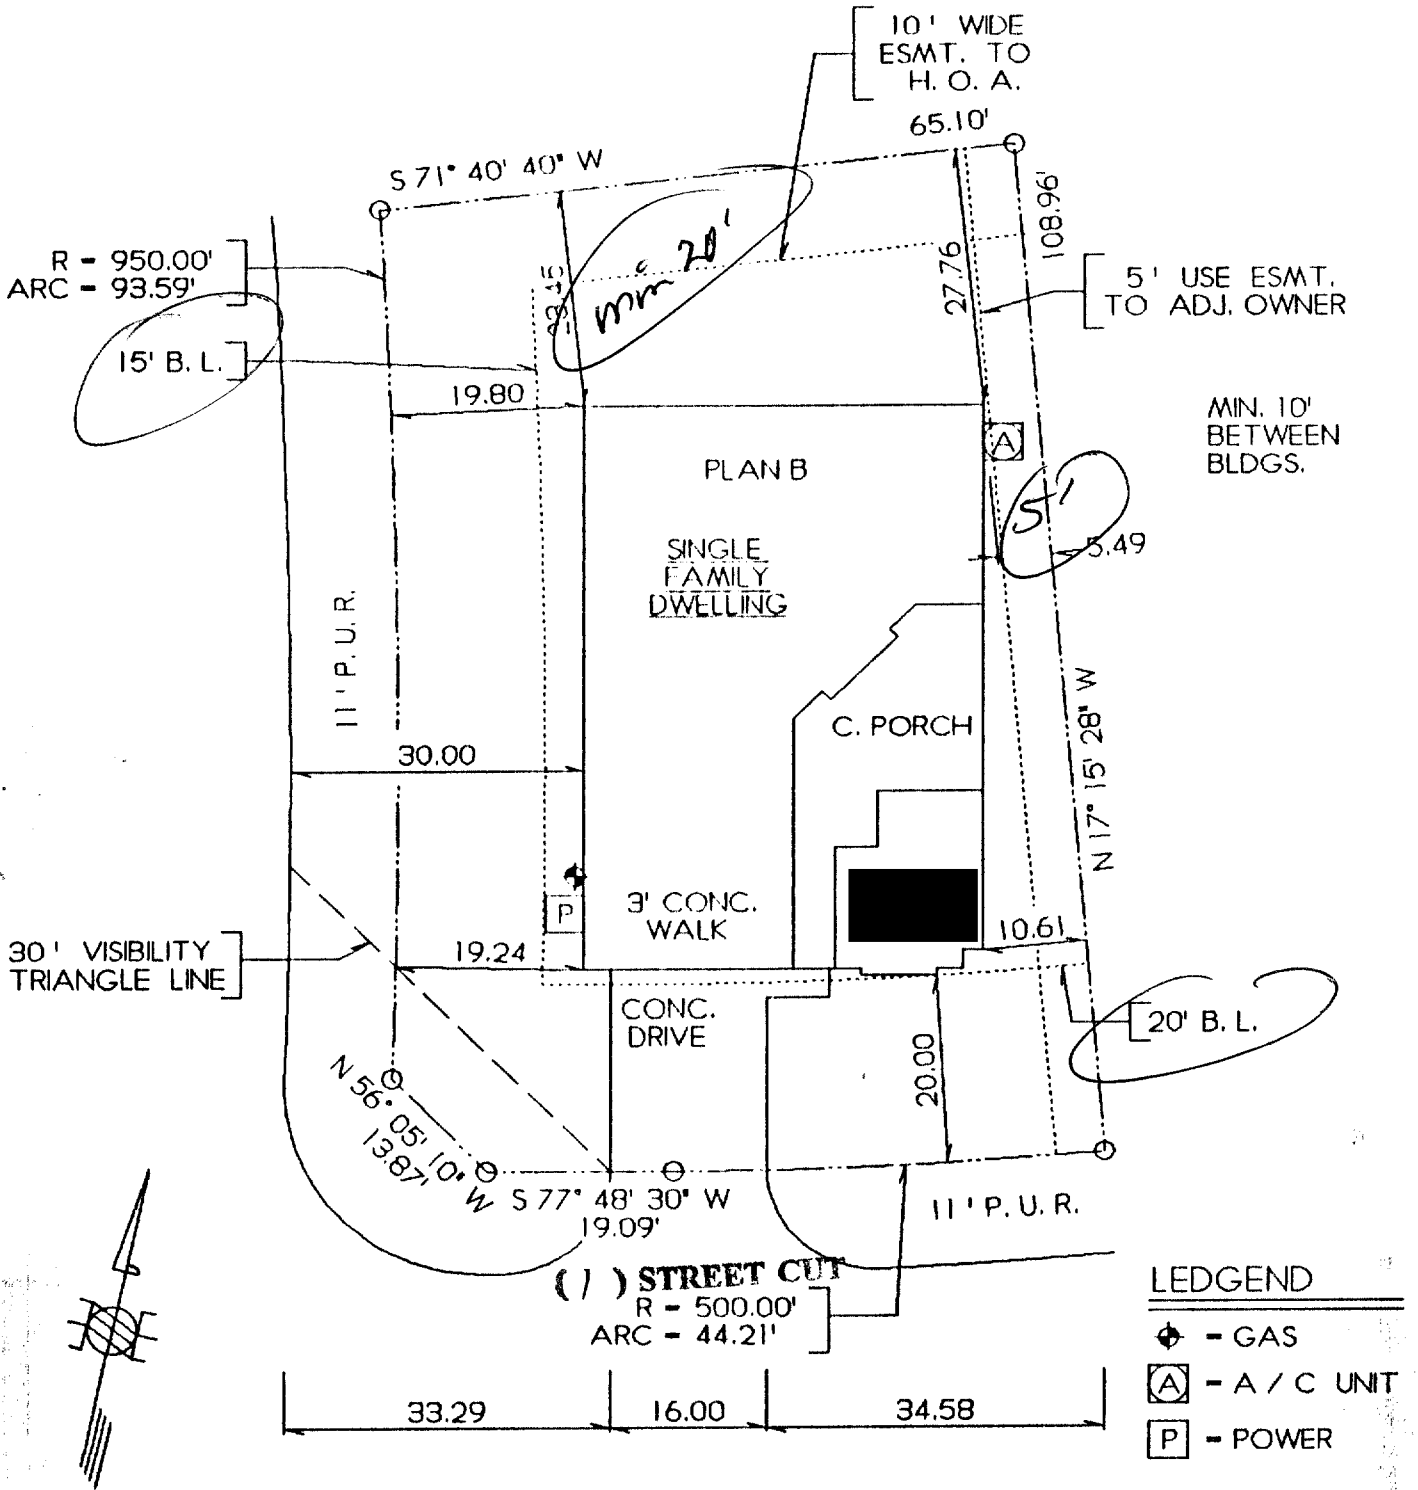 10' WIDE
ESMT. TO
H. O. A.
65.10'
S 71° 40' 40" W
108.96'
R - 950.00'
ARC - 93.59'
min 20'
27.76
5' USE ESMT.
TO ADJ. OWNER
15' B. L.
19.80
MIN. 10'
BETWEEN
BLDGS.
A
PLAN B
5'
5.49
SINGLE
FAMILY
DWELLING
11' P. U. R.
N 17° 15' 28" W
C. PORCH
30.00
P
3' CONC.
WALK
10.61
30' VISIBILITY
TRIANGLE LINE
19.24
CONC.
DRIVE
20' B. L.
20.00
N 56° 05' 10" W
13.87'
S 77° 48' 30" W
19.09'
11' P. U. R.
( 1 ) STREET CUT
R - 500.00'
ARC - 44.21'
LEDGEND
- GAS
A - A / C UNIT
P - POWER
33.29
16.00
34.58